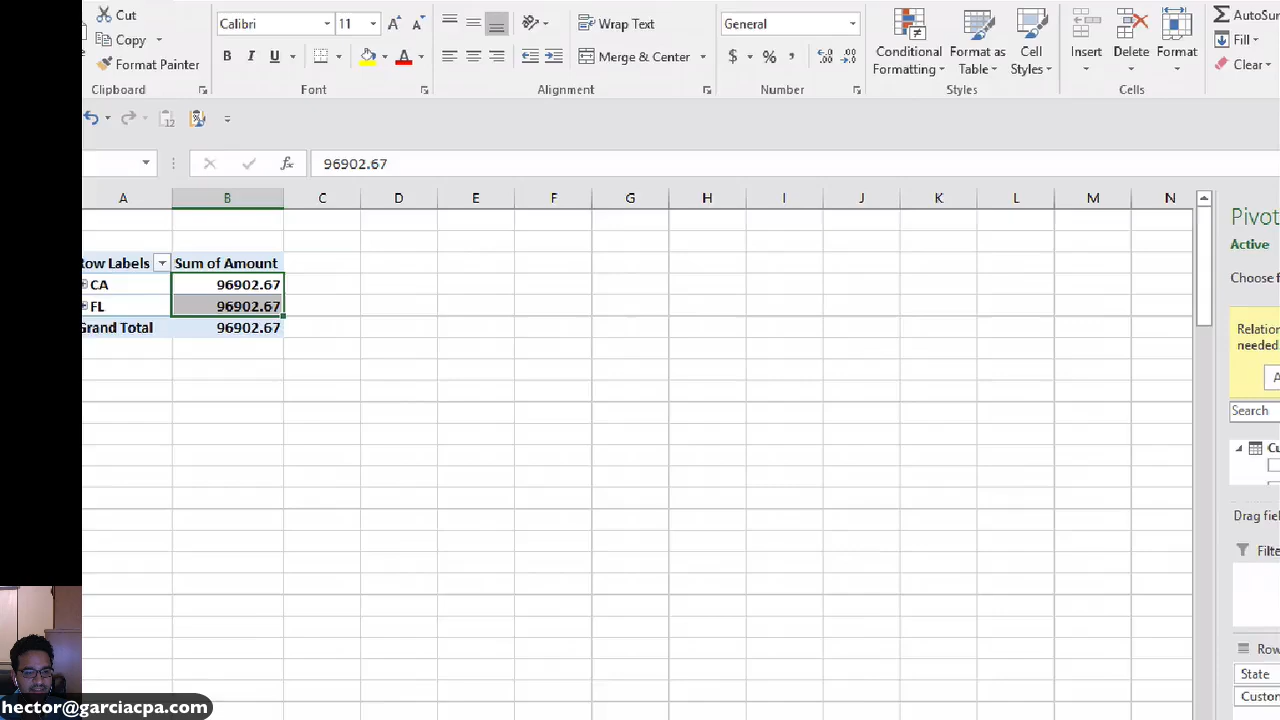 Cut
Copy
Format Painter
Clipboard
Calibri
11
B I U
Font
Wrap Text
Merge & Center
Alignment
General
$ % ,
Number
Conditional
Formatting
Format as
Table
Cell
Styles
Styles
Insert
Delete
Format
Cells
AutoSu
Fill
Clear
12
fx
96902.67
A B C D E F G H I J K L M N
Row Labels Sum of Amount
CA 96902.67
FL 96902.67
Grand Total 96902.67
Pivot
Active
Choose f
Relation
needed
A
Search
Cu
Drag fiel
Filte
Row
State
Custom
hector@garciacpa.com